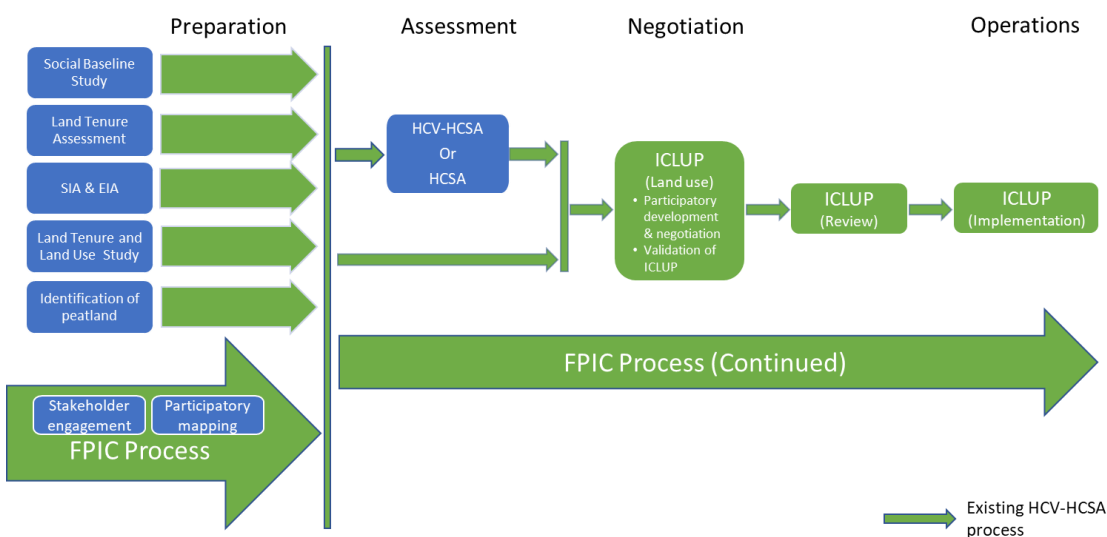 Preparation
Assessment
Negotiation
Operations
Social Baseline
Study
Land Tenure
Assessment
SIA & EIA
Land Tenure and
Land Use Study
Identification of
peatland
HCV-HCSA
Or
HCSA
ICLUP
(Land use)
• Participatory
development
& negotiation
• Validation of
ICLUP
ICLUP
(Review)
ICLUP
(Implementation)
Stakeholder
engagement
Participatory
mapping
FPIC Process
FPIC Process (Continued)
Existing HCV-HCSA
process